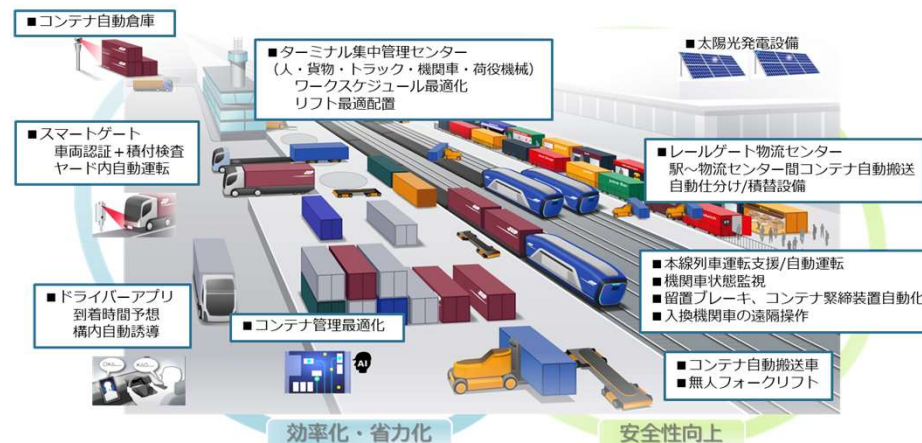 ■コンテナ自動倉庫
■ターミナル集中管理センター
(人・貨物・トラック・機関車・荷役機械)
ワークスケジュール最適化
リフト最適配置
■太陽光発電設備
■スマートゲート
車両認証+積付検査
ヤード内自動運転
■レールゲート物流センター
駅～物流センター間コンテナ自動搬送
自動仕分け/積替設備
■本線列車運転支援/自動運転
■機関車状態監視
■留置ブレーキ、コンテナ緊締装置自動化
■入換機関車の遠隔操作
■ドライバーアプリ
到着時間予想
構内自動誘導
■コンテナ管理最適化
AI
■コンテナ自動搬送車
■無人フォークリフト
効率化・省力化
安全性向上